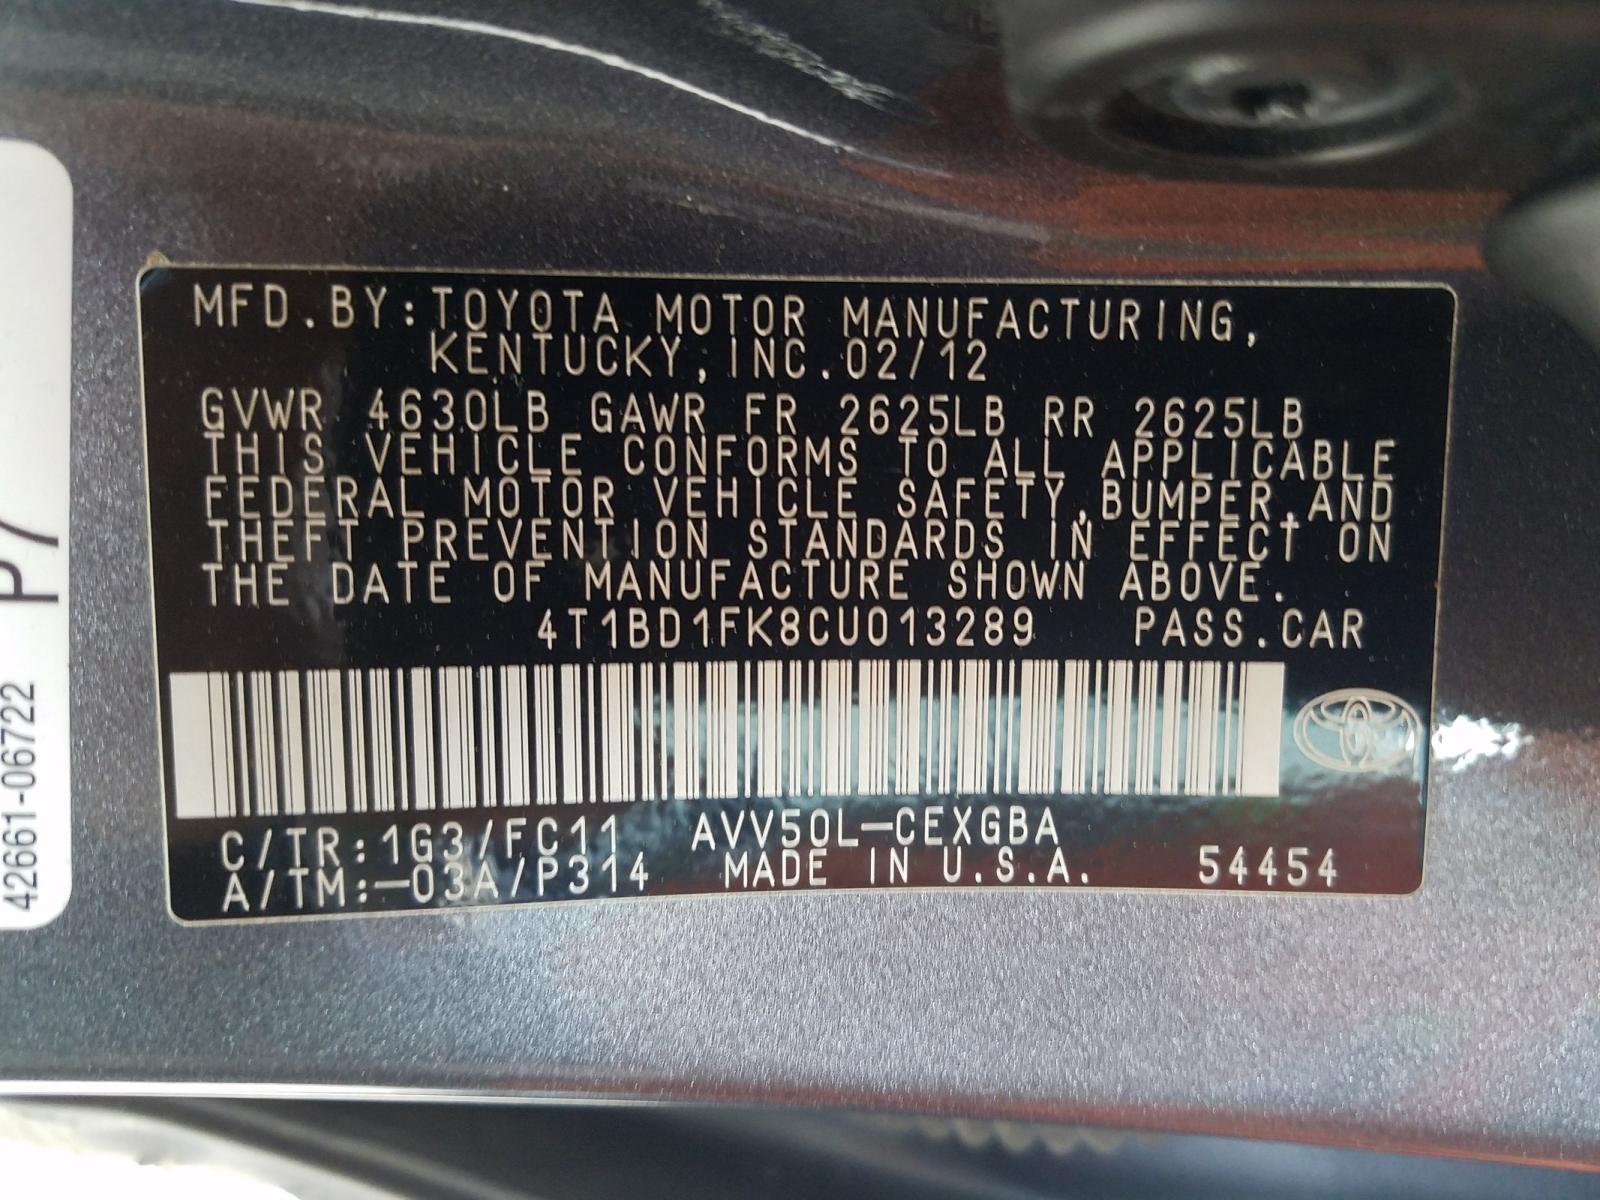 MFD.BY:TOYOTA MOTOR MANUFACTURING,
KENTUCKY,INC.02/12
GVWR 4630LB GAWR FR 2625LB RR 2625LB
THIS VEHICLE CONFORMS TO ALL APPLICABLE
FEDERAL MOTOR VEHICLE SAFETY,BUMPER,AND
THEFT PREVENTION STANDARDS IN EFFECT ON
THE DATE OF MANUFACTURE SHOWN ABOVE.
4T1BD1FK8CU013289 PASS.CAR
C/TR:1G3/FC11 AVV50L-CEXGBA
A/TM:-03A/P314 MADE IN U.S.A. 54454
42661-06722 P7